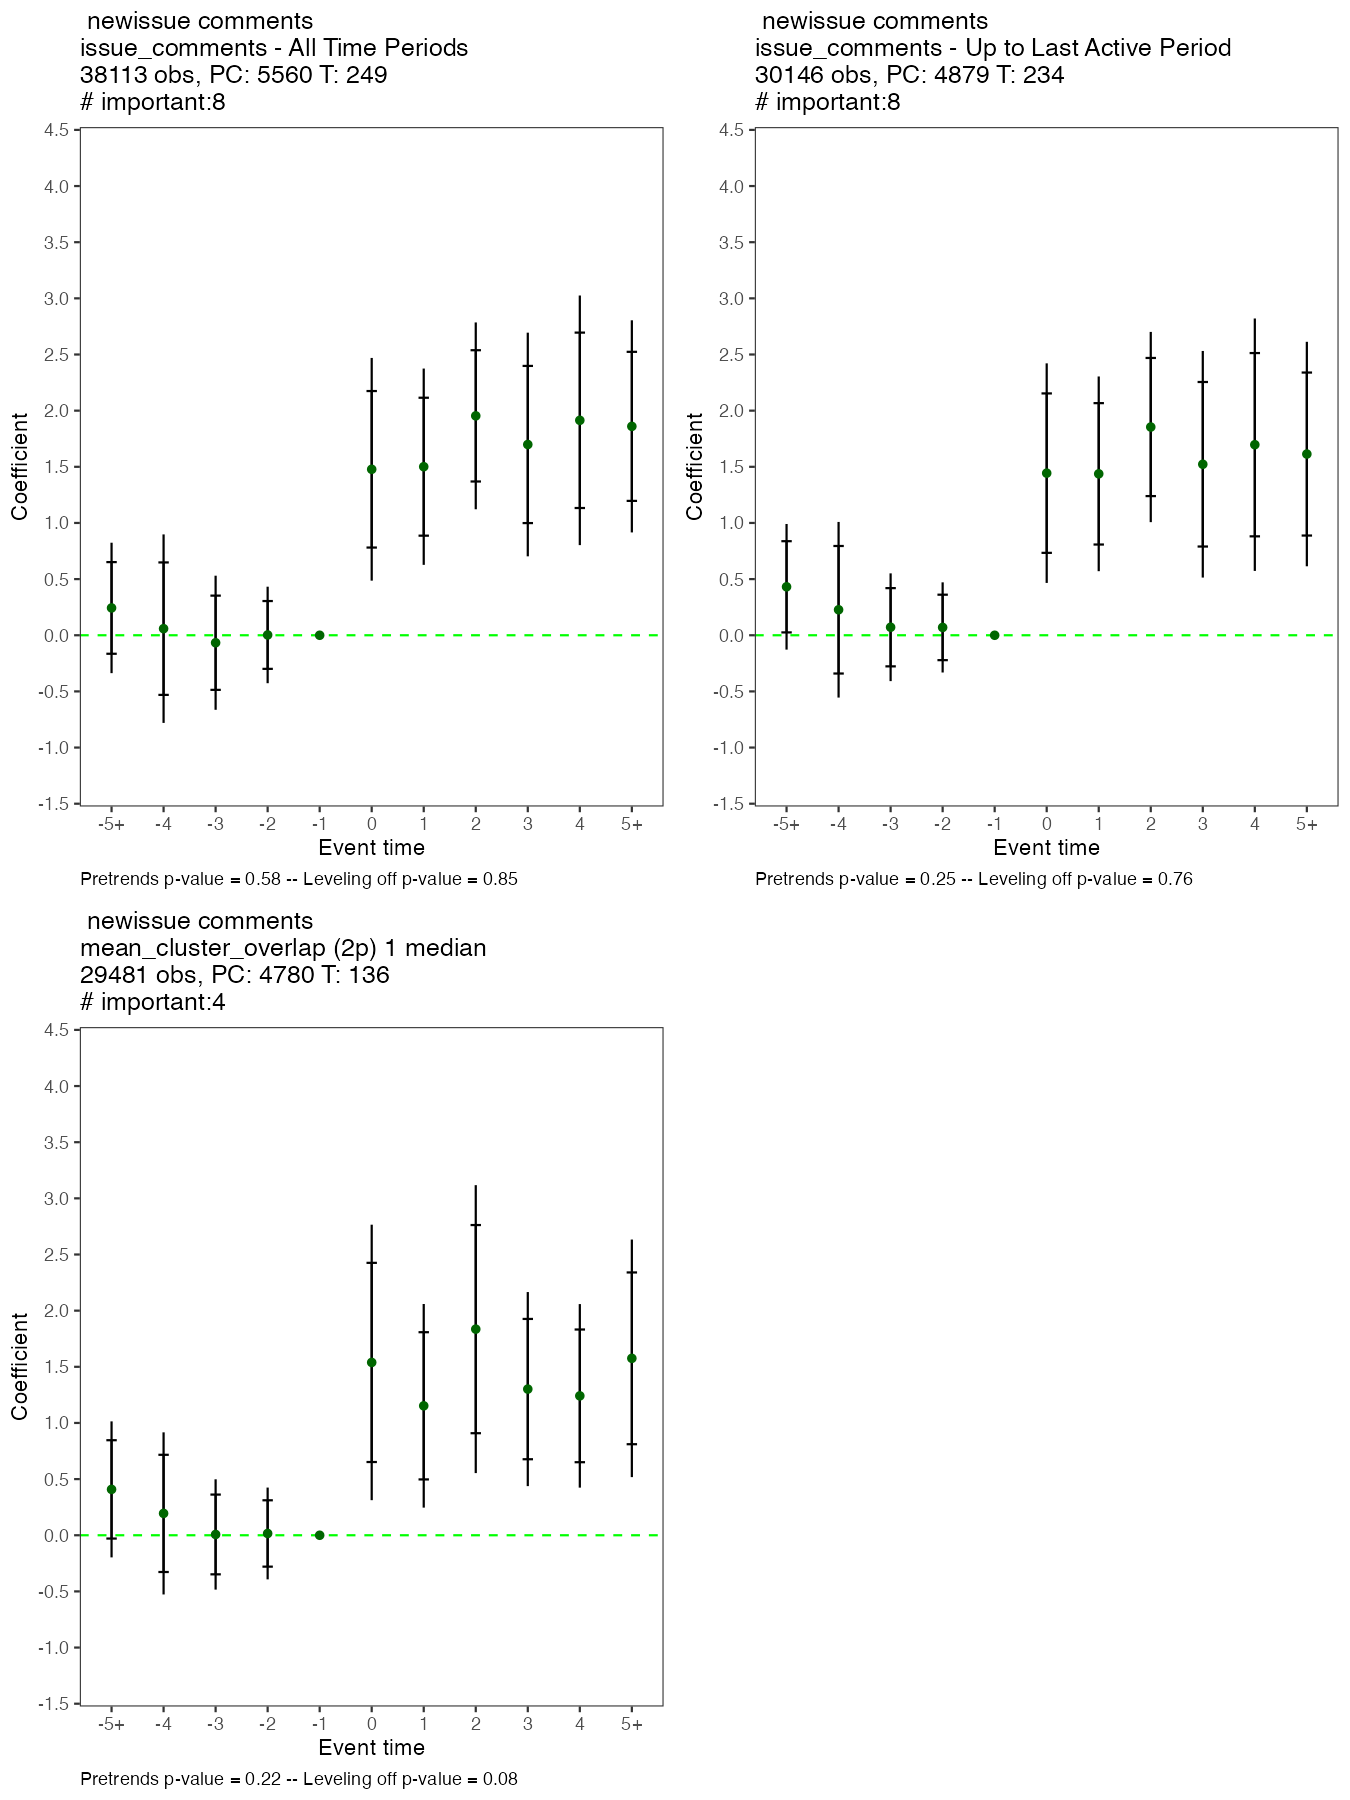 newissue comments
issue_comments - All Time Periods
38113 obs, PC: 5560 T: 249
# important:8
4.5
4.0
3.5
3.0
2.5
2.0
1.5
1.0
0.5
0.0
-0.5
-1.0
-1.5
Coefficient
-5+ -4 -3 -2 -1 0 1 2 3 4 5+
Event time
Pretrends p-value = 0.58 -- Leveling off p-value = 0.85
newissue comments
issue_comments - Up to Last Active Period
30146 obs, PC: 4879 T: 234
# important:8
4.5
4.0
3.5
3.0
2.5
2.0
1.5
1.0
0.5
0.0
-0.5
-1.0
-1.5
Coefficient
-5+ -4 -3 -2 -1 0 1 2 3 4 5+
Event time
Pretrends p-value = 0.25 -- Leveling off p-value = 0.76
newissue comments
mean_cluster_overlap (2p) 1 median
29481 obs, PC: 4780 T: 136
# important:4
4.5
4.0
3.5
3.0
2.5
2.0
1.5
1.0
0.5
0.0
-0.5
-1.0
-1.5
Coefficient
-5+ -4 -3 -2 -1 0 1 2 3 4 5+
Event time
Pretrends p-value = 0.22 -- Leveling off p-value = 0.08